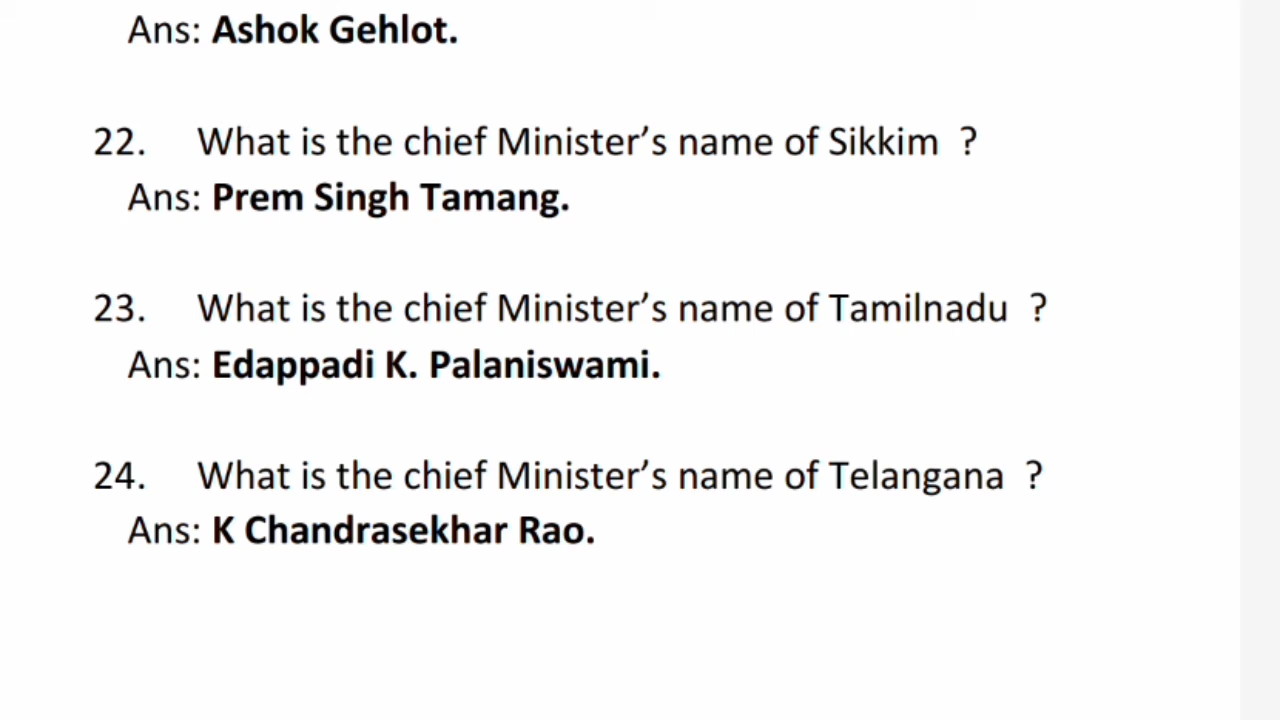 Ans: Ashok Gehlot.
22. What is the chief Minister’s name of Sikkim ?
Ans: Prem Singh Tamang.
23. What is the chief Minister’s name of Tamilnadu ?
Ans: Edappadi K. Palaniswami.
24. What is the chief Minister’s name of Telangana ?
Ans: K Chandrasekhar Rao.